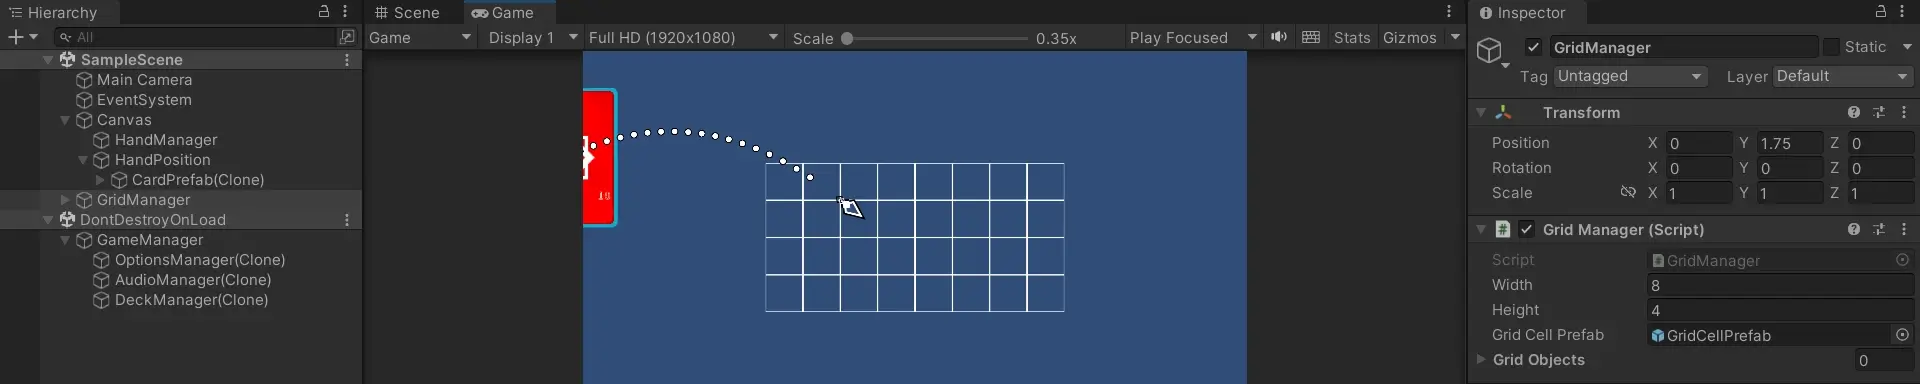 Hierarchy
All
SampleScene
Main Camera
EventSystem
Canvas
HandManager
HandPosition
CardPrefab(Clone)
GridManager
DontDestroyOnLoad
GameManager
OptionsManager(Clone)
AudioManager(Clone)
DeckManager(Clone)
Scene Game
Game Display 1 Full HD (1920x1080) Scale 0.35x Play Focused Stats Gizmos
Inspector
GridManager Static
Tag Untagged Layer Default
Transform
Position X 0 Y 1.75 Z 0
Rotation X 0 Y 0 Z 0
Scale X 1 Y 1 Z 1
Grid Manager (Script)
Script GridManager
Width 8
Height 4
Grid Cell Prefab GridCellPrefab
Grid Objects 0